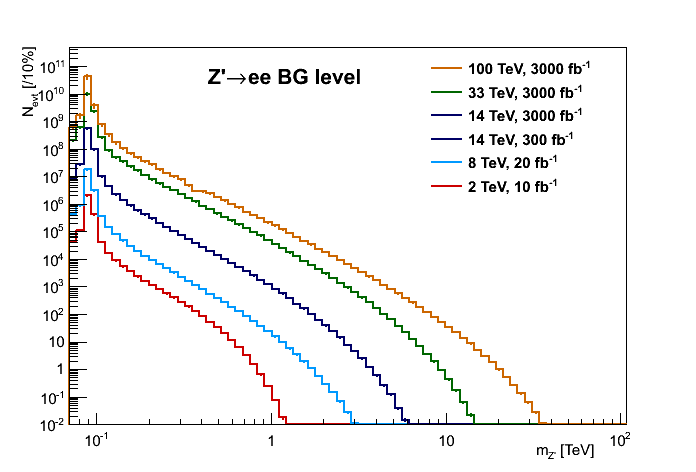 Z'→ee BG level
100 TeV, 3000 fb⁻¹
33 TeV, 3000 fb⁻¹
14 TeV, 3000 fb⁻¹
14 TeV, 300 fb⁻¹
8 TeV, 20 fb⁻¹
2 TeV, 10 fb⁻¹
N_evt [/10%]
10¹¹
10¹⁰
10⁹
10⁸
10⁷
10⁶
10⁵
10⁴
10³
10²
10
1
10⁻¹
10⁻²
10⁻¹ 1 10 10²
m_Z' [TeV]